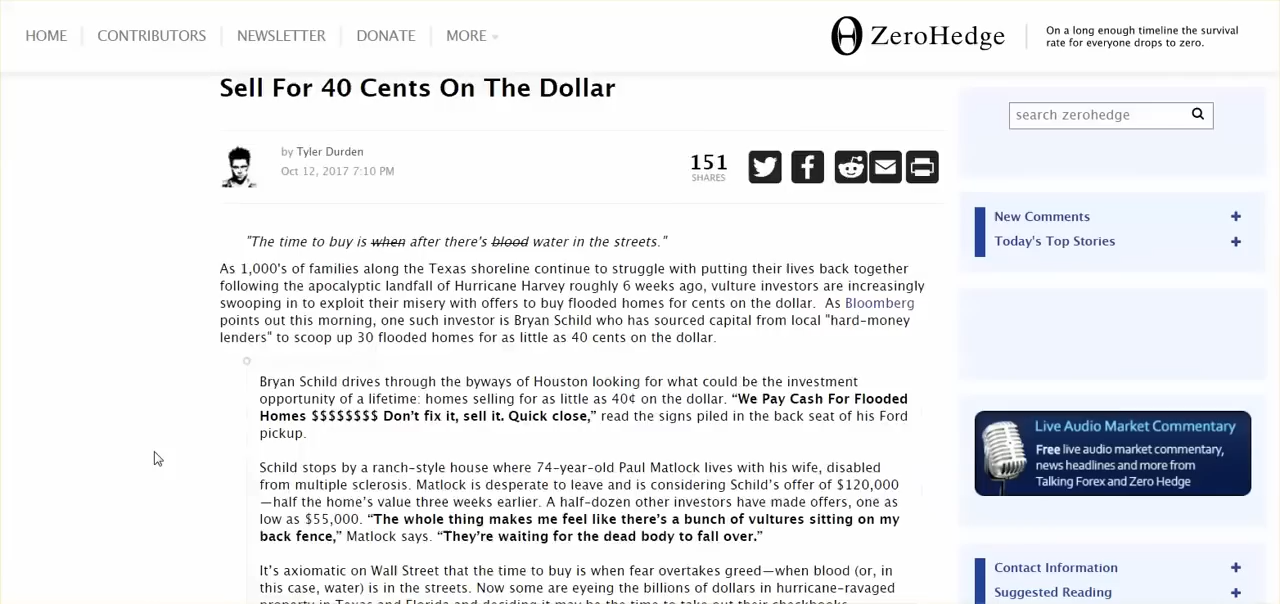 HOME CONTRIBUTORS NEWSLETTER DONATE MORE
ZeroHedge
On a long enough timeline the survival
rate for everyone drops to zero.
Sell For 40 Cents On The Dollar
by Tyler Durden
Oct 12, 2017 7:10 PM
151
SHARES
"The time to buy is when after there's blood water in the streets."
As 1,000's of families along the Texas shoreline continue to struggle with putting their lives back together
following the apocalyptic landfall of Hurricane Harvey roughly 6 weeks ago, vulture investors are increasingly
swooping in to exploit their misery with offers to buy flooded homes for cents on the dollar. As Bloomberg
points out this morning, one such investor is Bryan Schild who has sourced capital from local "hard-money
lenders" to scoop up 30 flooded homes for as little as 40 cents on the dollar.
Bryan Schild drives through the byways of Houston looking for what could be the investment
opportunity of a lifetime: homes selling for as little as 40¢ on the dollar. “We Pay Cash For Flooded
Homes $$$$$$$$ Don’t fix it, sell it. Quick close,” read the signs piled in the back seat of his Ford
pickup.
Schild stops by a ranch-style house where 74-year-old Paul Matlock lives with his wife, disabled
from multiple sclerosis. Matlock is desperate to leave and is considering Schild’s offer of $120,000
—half the home’s value three weeks earlier. A half-dozen other investors have made offers, one as
low as $55,000. “The whole thing makes me feel like there’s a bunch of vultures sitting on my
back fence,” Matlock says. “They’re waiting for the dead body to fall over.”
It’s axiomatic on Wall Street that the time to buy is when fear overtakes greed—when blood (or, in
this case, water) is in the streets. Now some are eyeing the billions of dollars in hurricane-ravaged
property in Texas and Florida and deciding it may be the time to take out their checkbooks.
search zerohedge
New Comments +
Today's Top Stories +
Live Audio Market Commentary
Free live audio market commentary,
news headlines and more from
Talking Forex and Zero Hedge
Contact Information +
Suggested Reading +